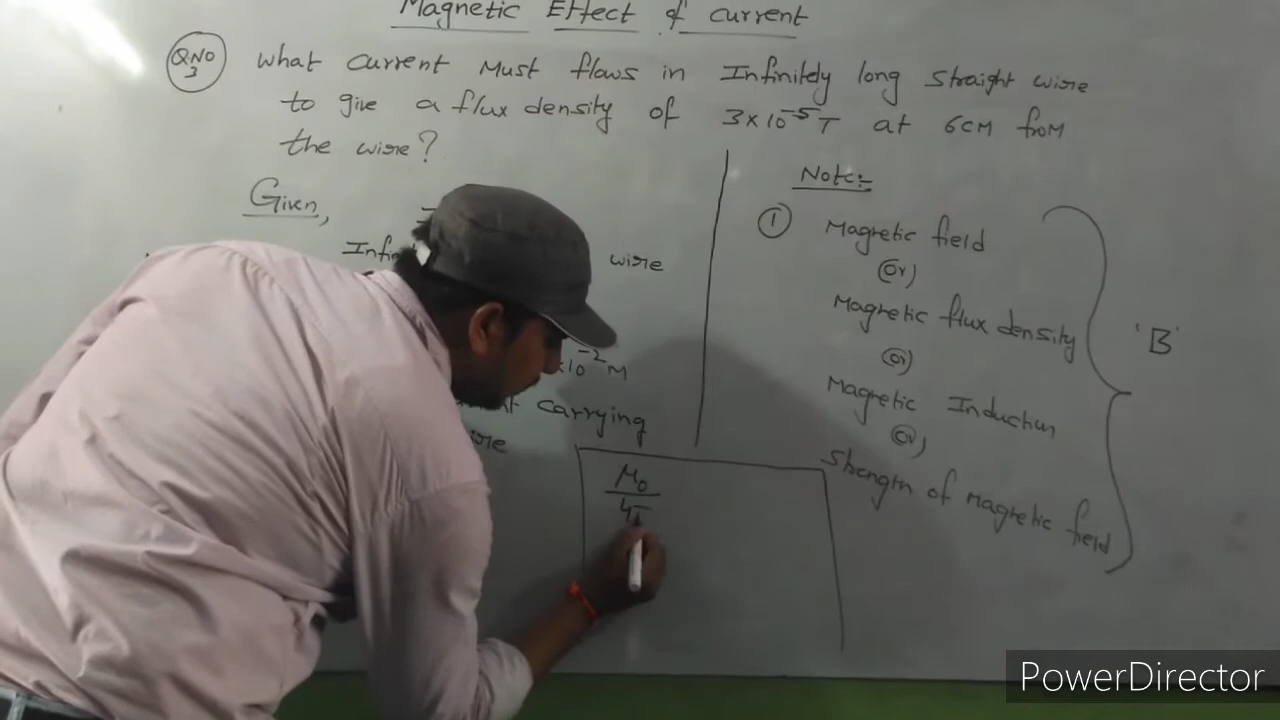 Magnetic Effect of current
QNO 3 What current Must flows in Infinitely long straight wire
to give a flux density of 3×10⁻⁵T at 6CM from
the wire?
Given,
wire
×10⁻² M
carrying
μ₀
4π
Note:-
① Magnetic field
(or)
Magnetic flux density
(or)
Magnetic Induction
(or)
Strength of Magnetic field
'B'
PowerDirector